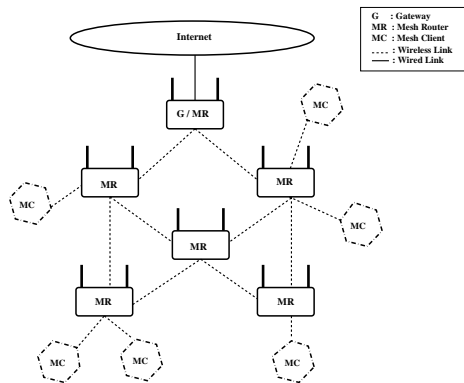 G : Gateway
MR : Mesh Router
MC : Mesh Client
: Wireless Link
: Wired Link
Internet
G / MR
MC
MR
MR
MC
MC
MR
MR
MR
MC
MC
MC